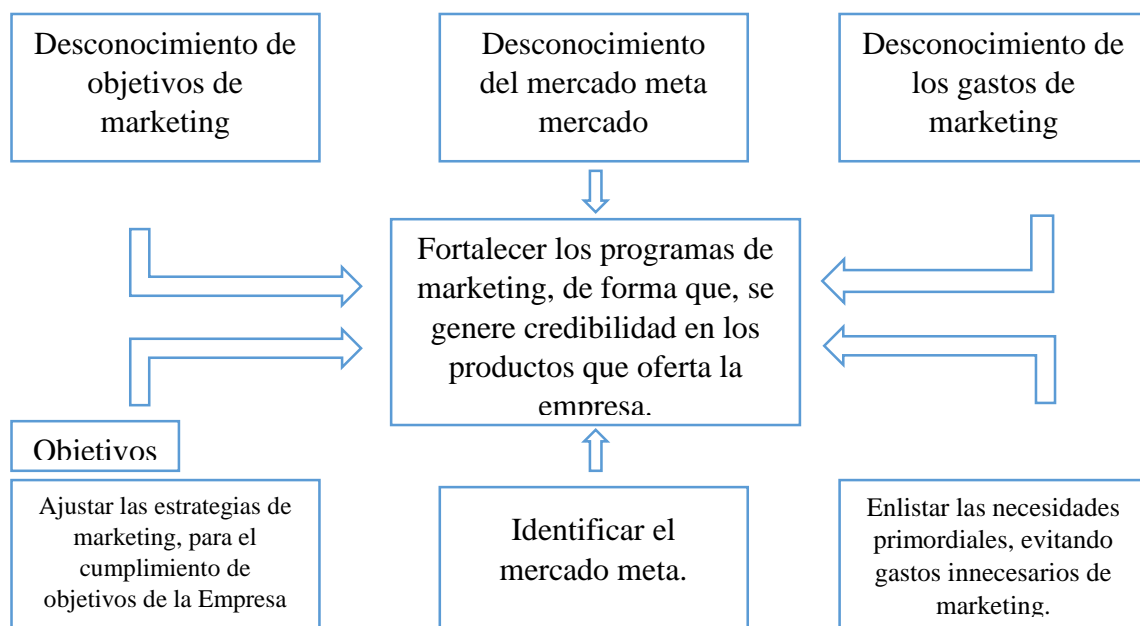 Desconocimiento de
objetivos de
marketing
Desconocimiento
del mercado meta
mercado
Desconocimiento de
los gastos de
marketing
Fortalecer los programas de
marketing, de forma que, se
genere credibilidad en los
productos que oferta la
empresa.
Objetivos
Ajustar las estrategias de
marketing, para el
cumplimiento de
objetivos de la Empresa
Identificar el
mercado meta.
Enlistar las necesidades
primordiales, evitando
gastos innecesarios de
marketing.